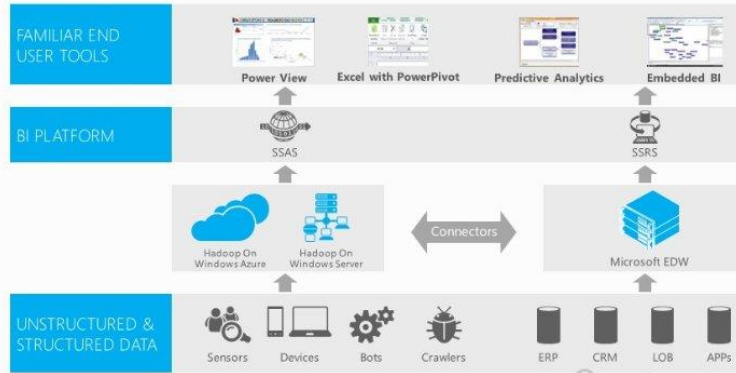 FAMILIAR END
USER TOOLS
Power View
Excel with PowerPivot
Predictive Analytics
Embedded BI
BI PLATFORM
SSAS
SSRS
Hadoop On
Windows Azure
Hadoop On
Windows Server
Connectors
Microsoft EDW
UNSTRUCTURED &
STRUCTURED DATA
Sensors
Devices
Bots
Crawlers
ERP
CRM
LOB
APPs